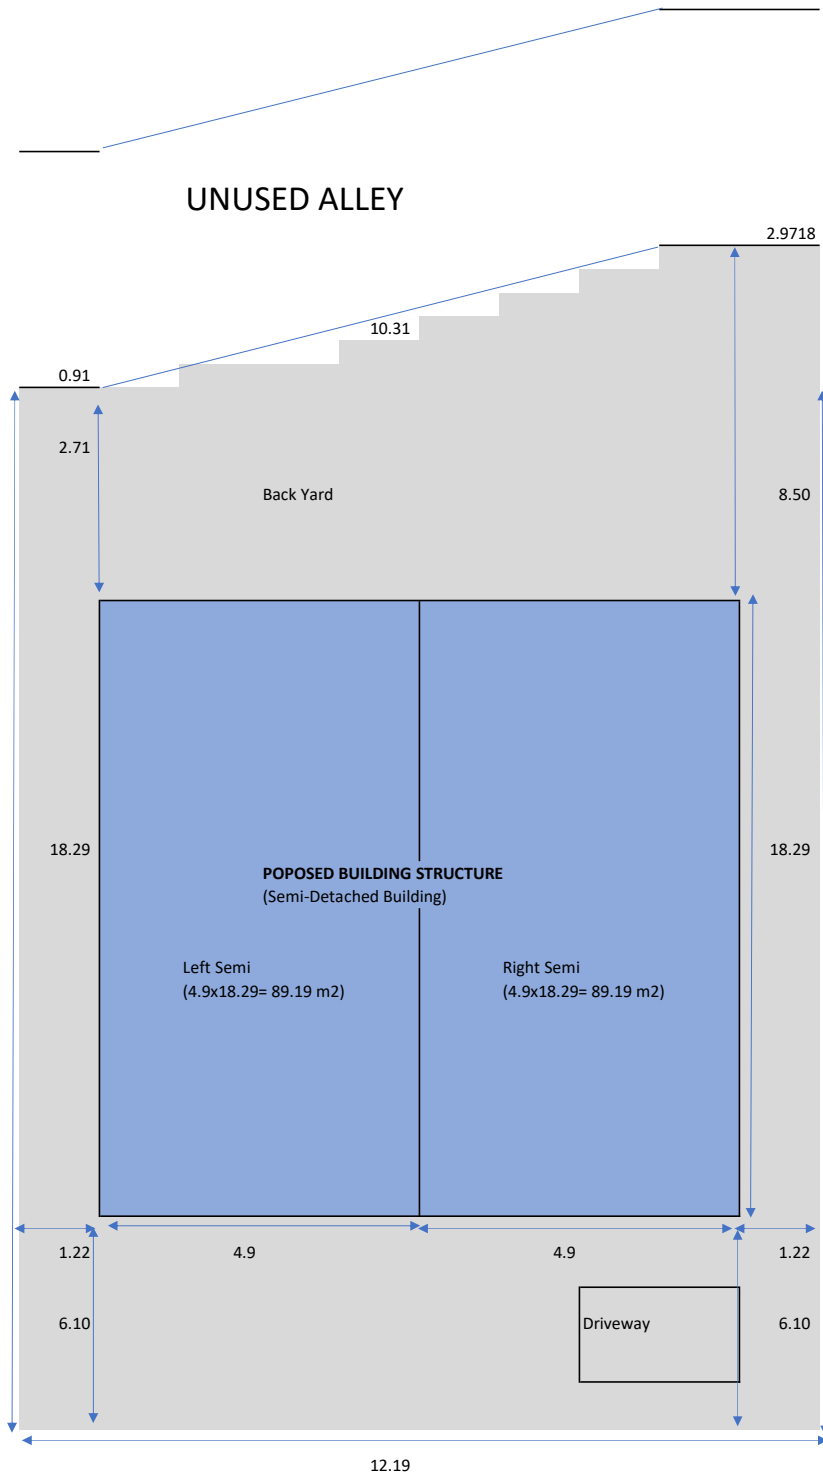 UNUSED ALLEY
2.9718
10.31
0.91
2.71
Back Yard
8.50
18.29
18.29
POPOSED BUILDING STRUCTURE
(Semi-Detached Building)
Left Semi
(4.9x18.29= 89.19 m2)
Right Semi
(4.9x18.29= 89.19 m2)
1.22
4.9
4.9
1.22
6.10
Driveway
6.10
12.19